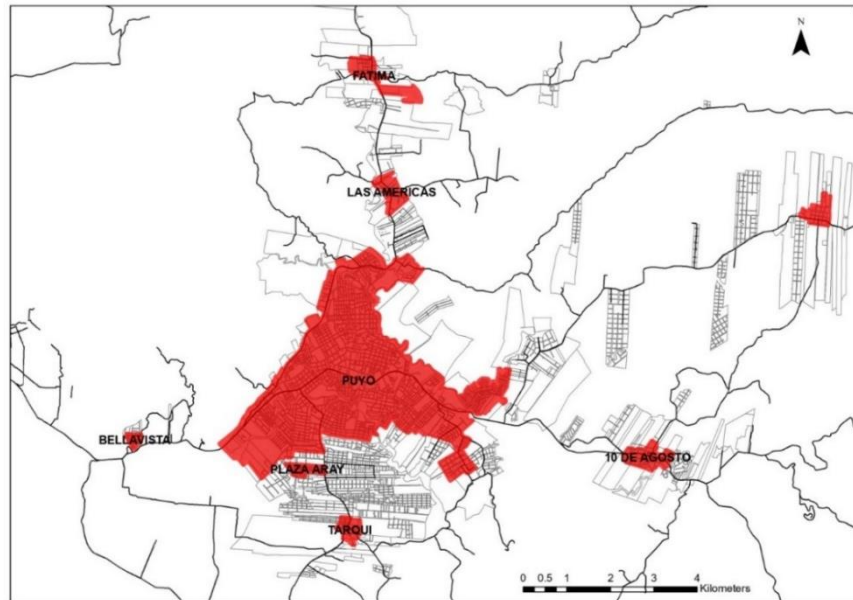 N
FATIMA
LAS AMERICAS
PUYO
BELLAVISTA
10 DE AGOSTO
PLAZA ARAY
TARQUI
0 0.5 1 2 3 4
Kilometers